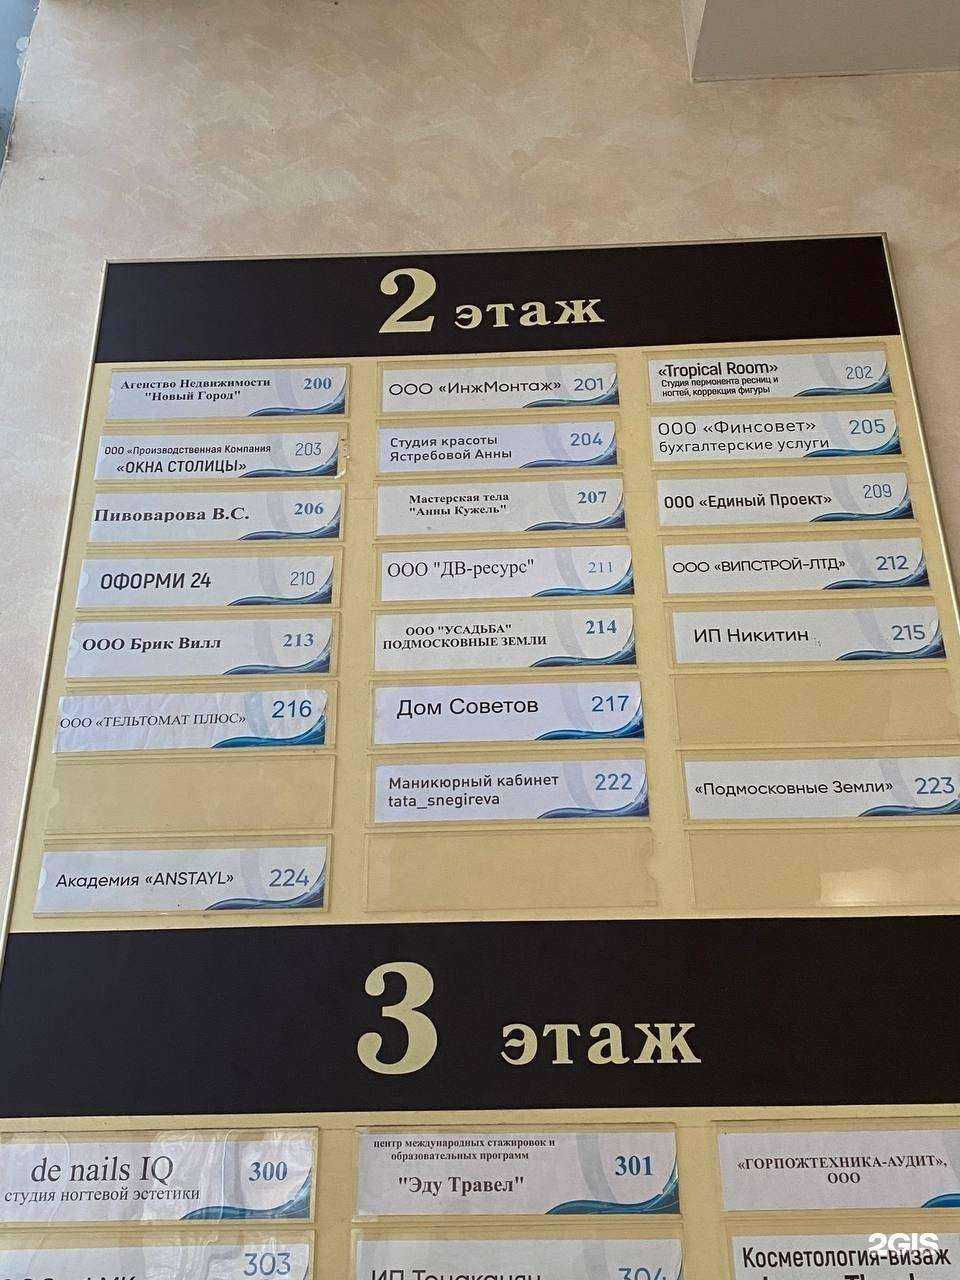 2 этаж
Агенство Недвижимости
"Новый Город"
200
ООО «ИнжМонтаж» 201
«Tropical Room»
Студия пермонента ресниц и
ногтей, коррекция фигуры
202
ООО «Производственная Компания
«ОКНА СТОЛИЦЫ»
203
Студия красоты
Ястребовой Анны
204
ООО «Финсовет»
бухгалтерские услуги
205
Пивоварова В.С. 206
Мастерская тела
"Анны Кужель"
207
ООО «Единый Проект» 209
ОФОРМИ 24 210
ООО "ДВ-ресурс" 211
ООО «ВИПСТРОЙ-ЛТД» 212
ООО Брик Вилл 213
ООО "УСАДЬБА"
ПОДМОСКОВНЫЕ ЗЕМЛИ
214
ИП Никитин 215
ООО «ТЕЛЬТОМАТ ПЛЮС» 216
Дом Советов 217
Маникюрный кабинет
tata_snegireva
222
«Подмосковные Земли» 223
Академия «ANSTAYL» 224
3 этаж
de nails IQ
студия ногтевой эстетики
300
центр международных стажировок и
образовательных программ
"Эду Травел"
301
«ГОРПОЖТЕХНИКА-АУДИТ»,
ООО
303
ИП 304
Косметология-визаж
2GIS